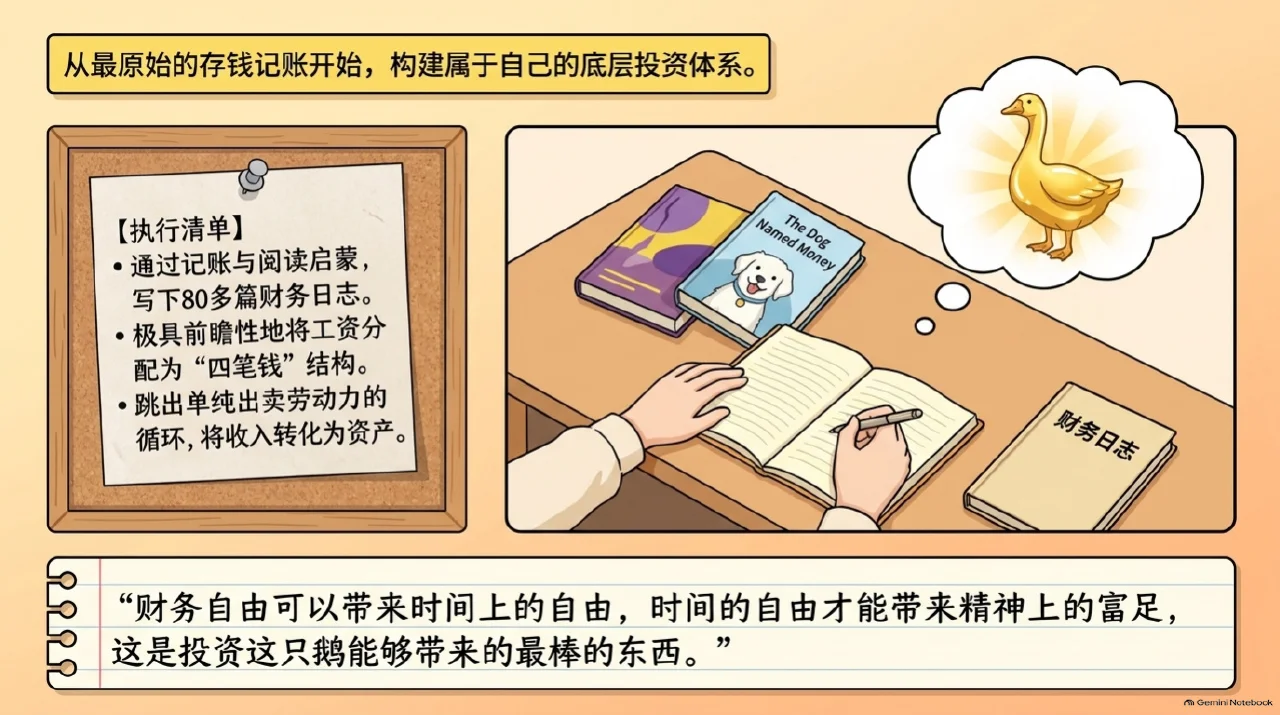 从最原始的存钱记账开始，构建属于自己的底层投资体系。
【执行清单】
• 通过记账与阅读启蒙，
写下80多篇财务日志。
• 极具前瞻性地将工资分
配为“四笔钱”结构。
• 跳出单纯出卖劳动力的
循环，将收入转化为资产。
The Dog
Named Money
财务日志
“财务自由可以带来时间上的自由，时间的自由才能带来精神上的富足，
这是投资这只鹅能够带来的最棒的东西。”
Gemini Notebook